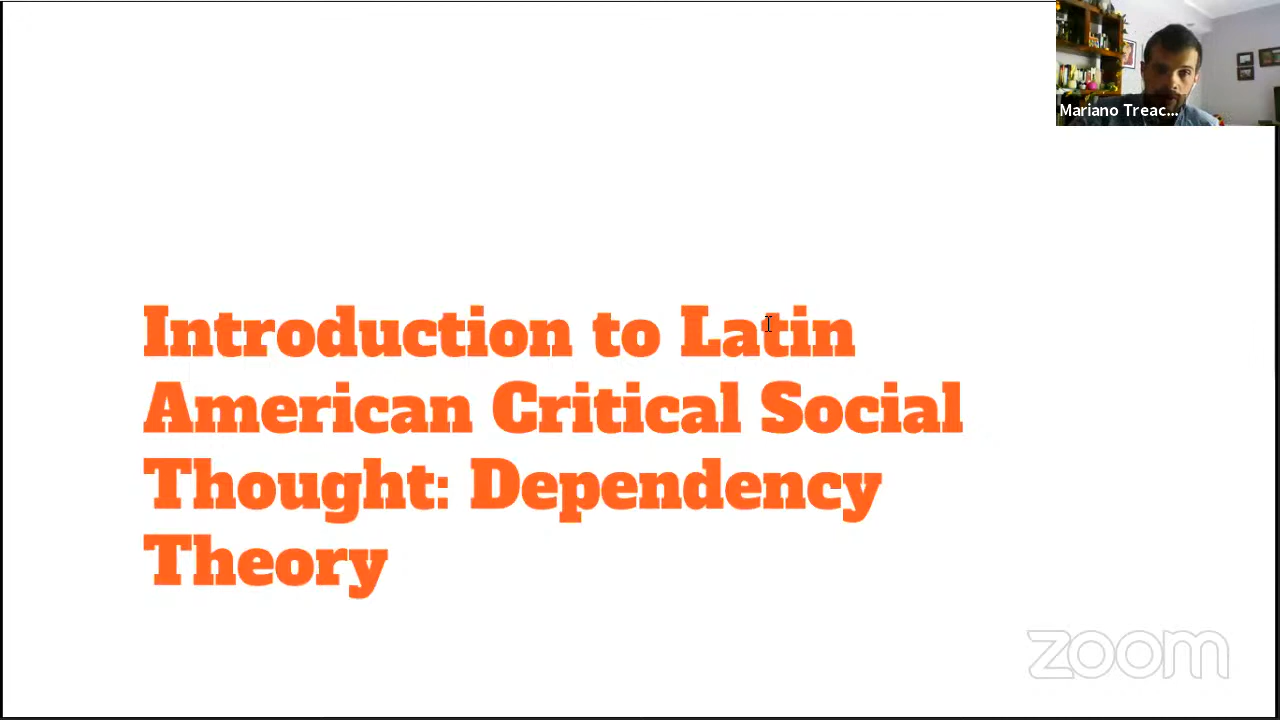 Mariano Treac...
Introduction to Latin
American Critical Social
Thought: Dependency
Theory
zoom